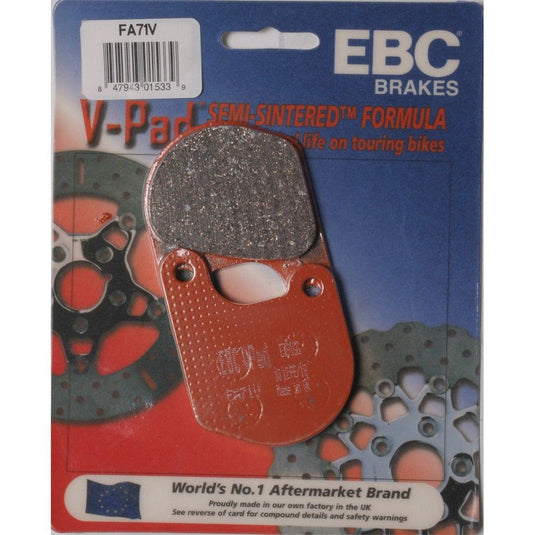 FA71V
8 47943 01533 9
EBC
BRAKES
V-Pad SEMI-SINTERED™ FORMULA
life on touring bikes
World's No.1 Aftermarket Brand
Proudly made in our own factory in the UK
See reverse of card for compound details and safety warnings